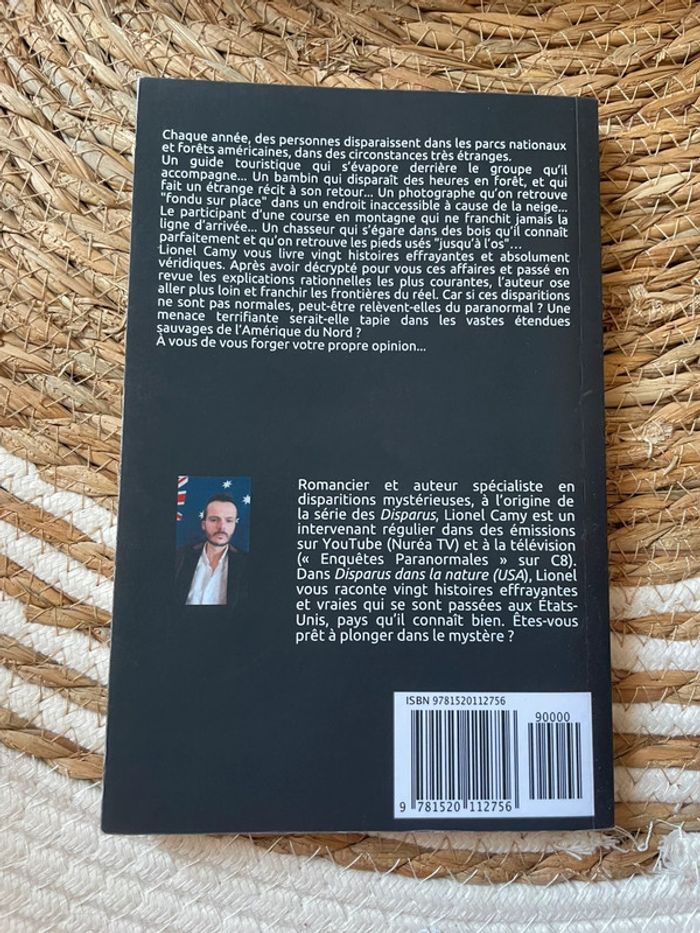 Chaque année, des personnes disparaissent dans les parcs nationaux
et forêts américaines, dans des circonstances très étranges.
Un guide touristique qui s'évapore derrière le groupe qu'il
accompagne... Un bambin qui disparaît des heures en forêt, et qui
fait un étrange récit à son retour... Un photographe qu'on retrouve
"fondu sur place" dans un endroit inaccessible à cause de la neige...
Le participant d'une course en montagne qui ne franchit jamais la
ligne d'arrivée... Un chasseur qui s'égare dans des bois qu'il connaît
parfaitement et qu'on retrouve les pieds usés "jusqu'à l'os"...
Lionel Camy vous livre vingt histoires effrayantes et absolument
véridiques. Après avoir décrypté pour vous ces affaires et passé en
revue les explications rationnelles les plus courantes, l'auteur ose
aller plus loin et franchir les frontières du réel. Car si ces disparitions
ne sont pas normales, peut-être relèvent-elles du paranormal ? Une
menace terrifiante serait-elle tapie dans les vastes étendues
sauvages de l'Amérique du Nord ?
À vous de vous forger votre propre opinion...
Romancier et auteur spécialiste en
disparitions mystérieuses, à l'origine de
la série des Disparus, Lionel Camy est un
intervenant régulier dans des émissions
sur YouTube (Nuréa TV) et à la télévision
(« Enquêtes Paranormales » sur C8).
Dans Disparus dans la nature (USA), Lionel
vous raconte vingt histoires effrayantes
et vraies qui se sont passées aux États-
Unis, pays qu'il connaît bien. Êtes-vous
prêt à plonger dans le mystère ?
ISBN 9781520112756
90000
9 781520 112756